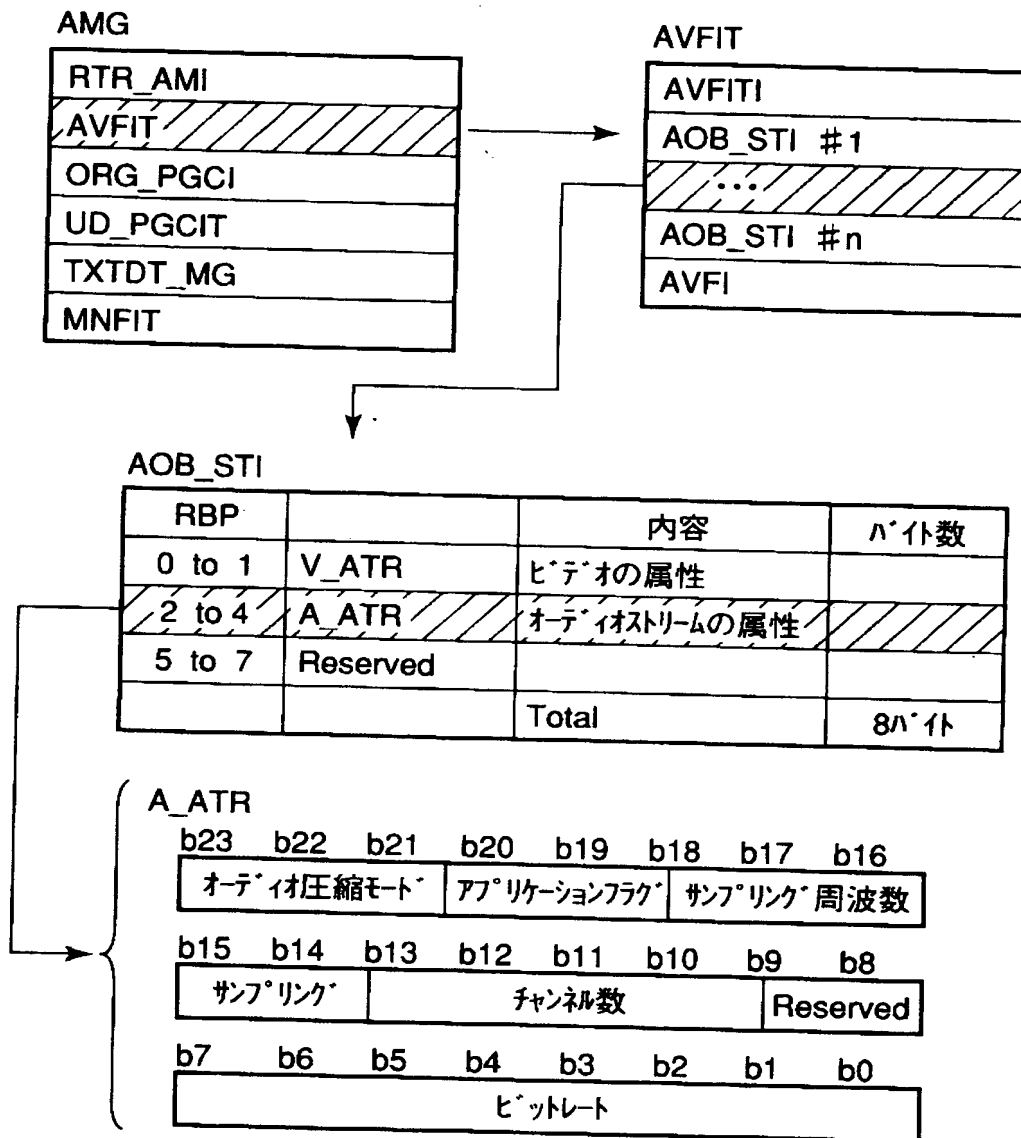 AMG
RTR_AMI
AVFIT
ORG_PGCI
UD_PGCIT
TXTDT_MG
MNFIT
AVFIT
AVFITI
AOB_STI #1
...
AOB_STI #n
AVFI
AOB_STI
RBP 内容 バイト数
0 to 1 V_ATR ビデオの属性
2 to 4 A_ATR オーディオストリームの属性
5 to 7 Reserved
Total 8バイト
A_ATR
b23 b22 b21 b20 b19 b18 b17 b16
オーディオ圧縮モード アプリケーションフラグ サンプリング周波数
b15 b14 b13 b12 b11 b10 b9 b8
サンプリング チャンネル数 Reserved
b7 b6 b5 b4 b3 b2 b1 b0
ビットレート